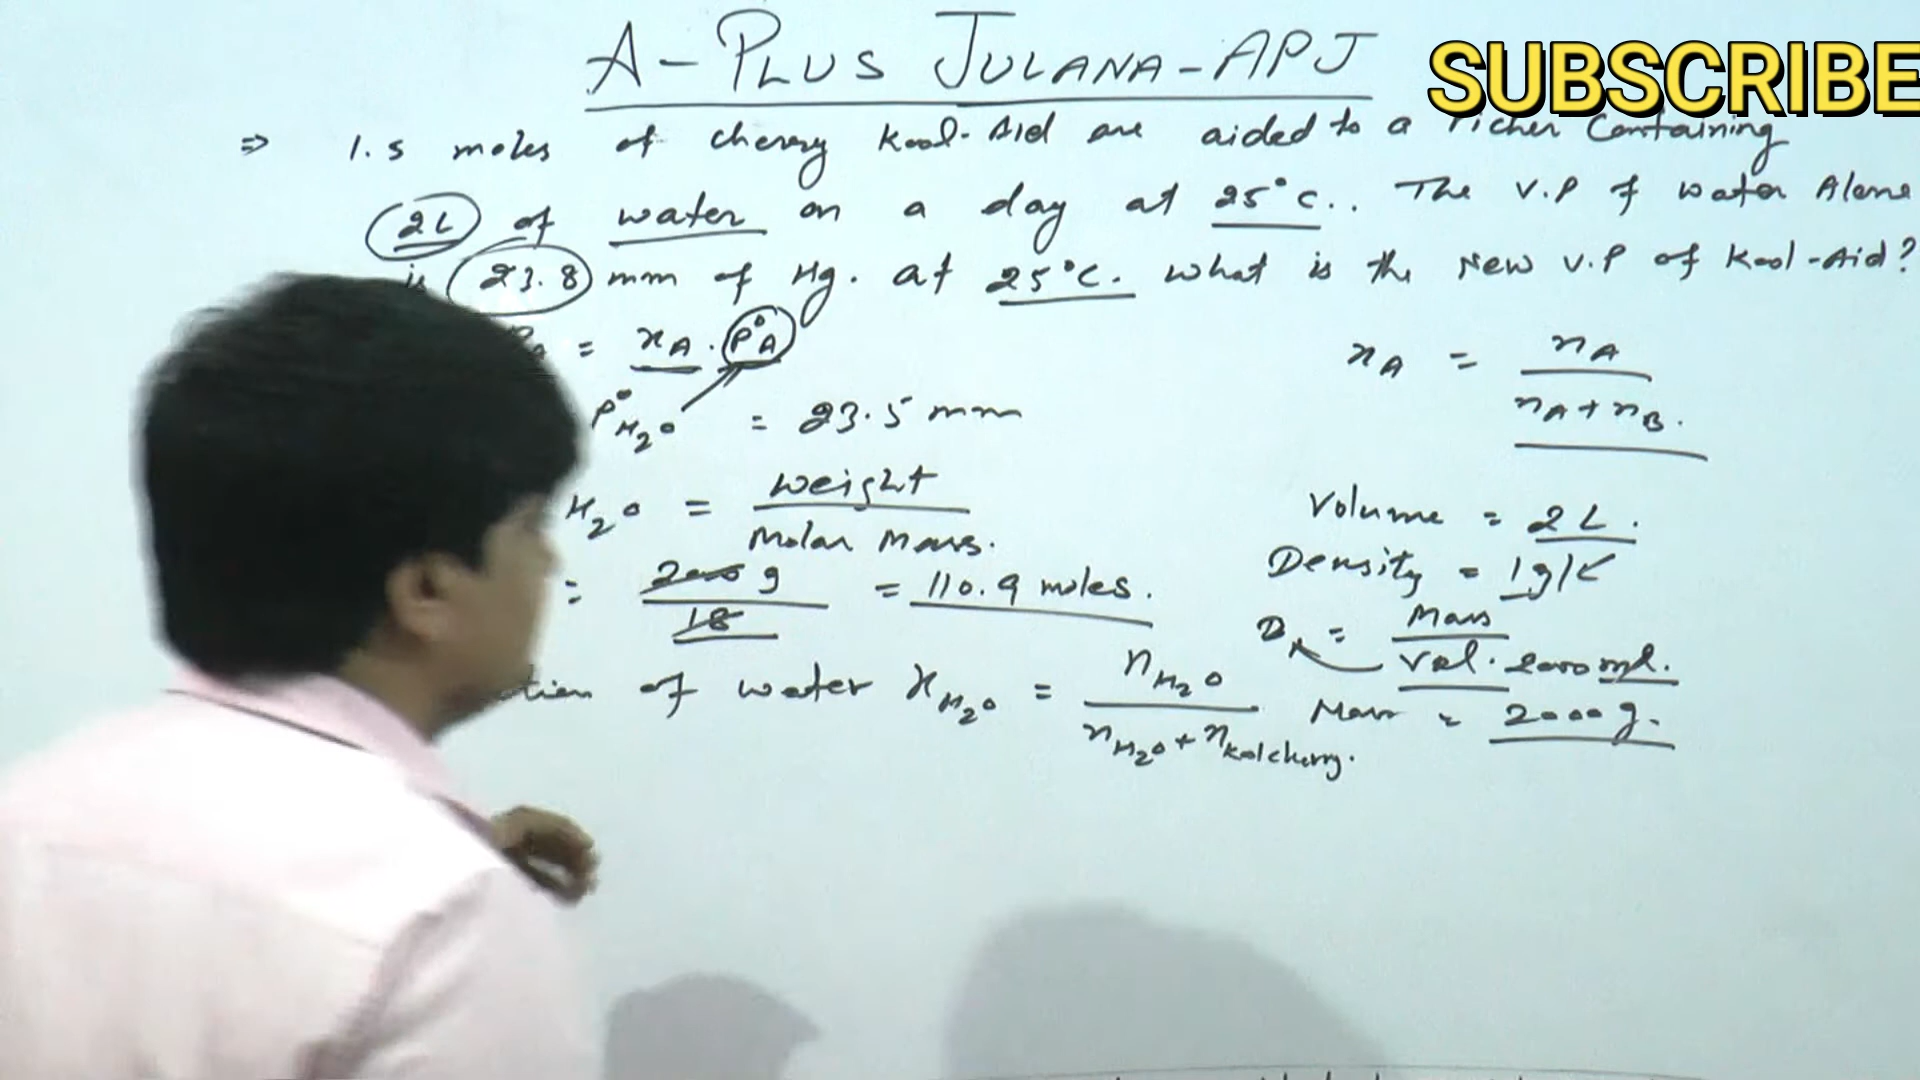 A-PLUS JULANA-APJ
SUBSCRIBE
⇒ 1.5 moles of cherry Kool-Aid are aided to a Picher Containing
2L of water on a day at 25°C.. The V.P of water Alone
is 23.8 mm of Hg. at 25°C. What is the New V.P of Kool-Aid?
= xA . P°A
xA = nA / nA + nB.
P°H2O = 23.5 mm
H2O = weight / Molar Mass.
Volume = 2L.
Density = 1g/
= 2000 g / 18 = 110.9 moles.
D = Mass / Vol. 2000 ml.
of water xH2O = nH2O / nH2O + nKolcherry.
Mass = 2000 g.